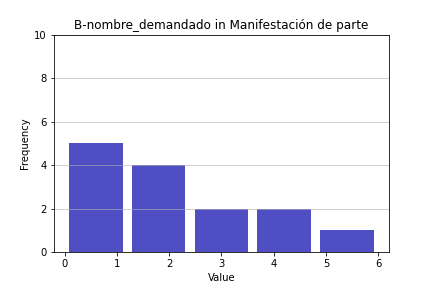 B-nombre_demandado in Manifestación de parte
10
8
6
4
2
0
Frequency
0 1 2 3 4 5 6
Value